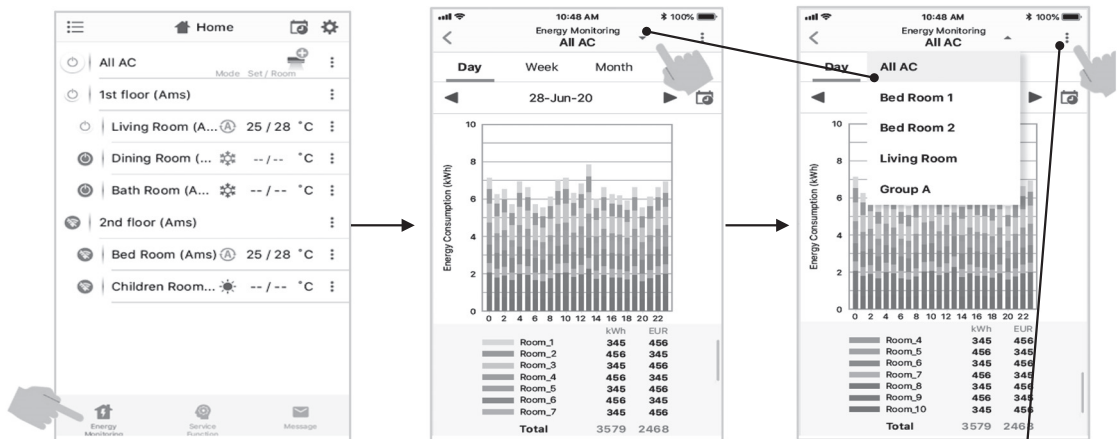 Home
All AC
Mode Set / Room
1st floor (Ams)
Living Room (A... A 25 / 28 °C
Dining Room (... -- / -- °C
Bath Room (A... -- / -- °C
2nd floor (Ams)
Bed Room (Ams) A 25 / 28 °C
Children Room... -- / -- °C
Energy
Monitoring
Service
Function
Message
10:48 AM 100%
Energy Monitoring
All AC
Day Week Month
28-Jun-20
Energy Consumption (kWh)
10
8
6
4
2
0
0 2 4 6 8 10 12 14 16 18 20 22
kWh EUR
Room_1 345 456
Room_2 456 345
Room_3 345 456
Room_4 456 345
Room_5 345 456
Room_6 456 345
Room_7 345 456
Total 3579 2468
10:48 AM 100%
Energy Monitoring
All AC
Day
All AC
Bed Room 1
Bed Room 2
Living Room
Group A
Energy Consumption (kWh)
10
8
6
4
2
0
0 2 4 6 8 10 12 14 16 18 20 22
kWh EUR
Room_4 345 456
Room_5 456 345
Room_6 345 456
Room_7 456 345
Room_8 345 456
Room_9 456 345
Room_10 345 456
Total 3579 2468